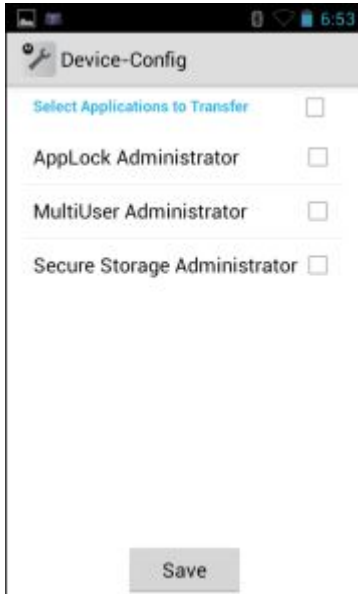 6:53
Device-Config
Select Applications to Transfer
AppLock Administrator
MultiUser Administrator
Secure Storage Administrator
Save